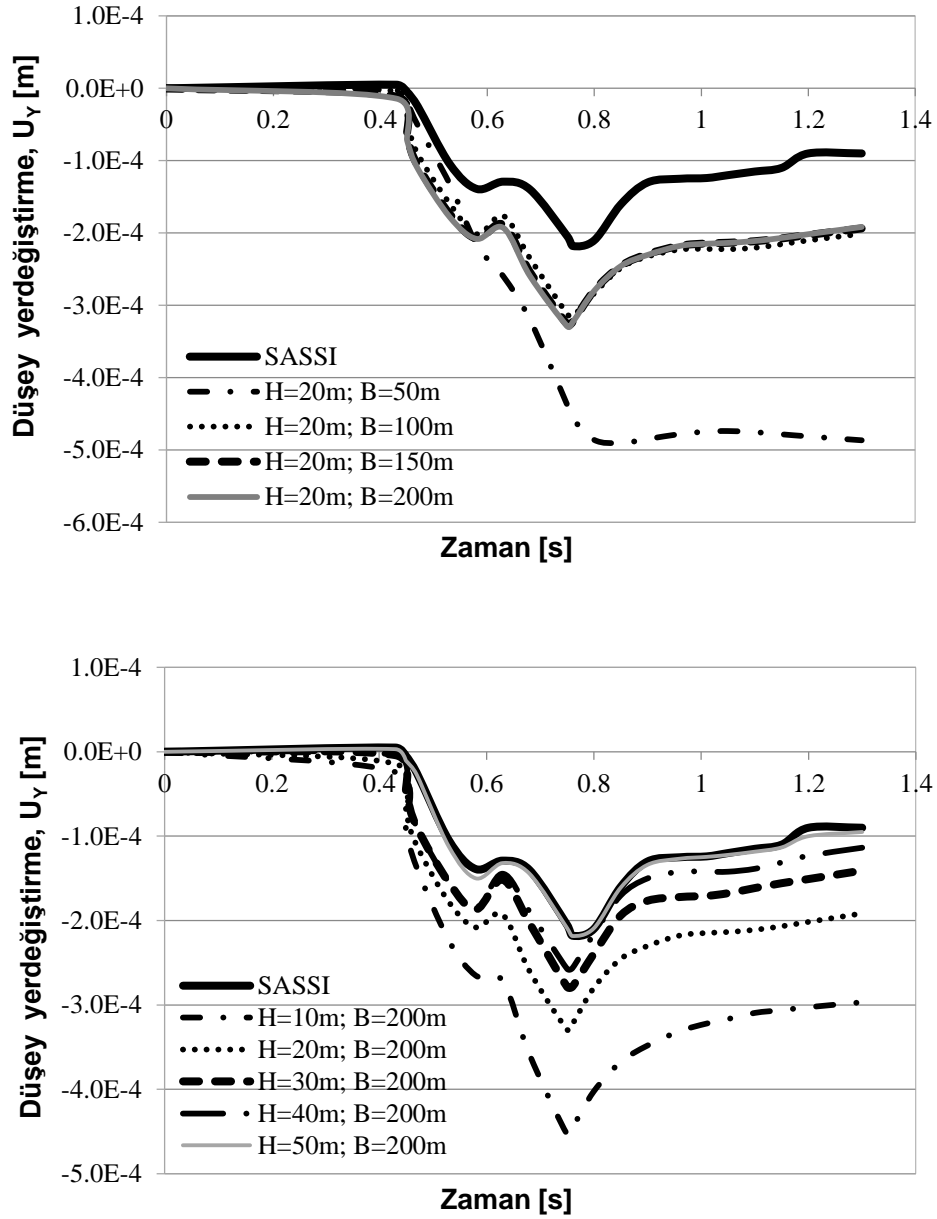 1.0E-4
0.0E+0
-1.0E-4
-2.0E-4
-3.0E-4
-4.0E-4
-5.0E-4
-6.0E-4
0 0.2 0.4 0.6 0.8 1 1.2 1.4
Düşey yerdeğiştirme, UY [m]
Zaman [s]
SASSI
H=20m; B=50m
H=20m; B=100m
H=20m; B=150m
H=20m; B=200m
1.0E-4
0.0E+0
-1.0E-4
-2.0E-4
-3.0E-4
-4.0E-4
-5.0E-4
0 0.2 0.4 0.6 0.8 1 1.2 1.4
Düşey yerdeğiştirme, UY [m]
Zaman [s]
SASSI
H=10m; B=200m
H=20m; B=200m
H=30m; B=200m
H=40m; B=200m
H=50m; B=200m